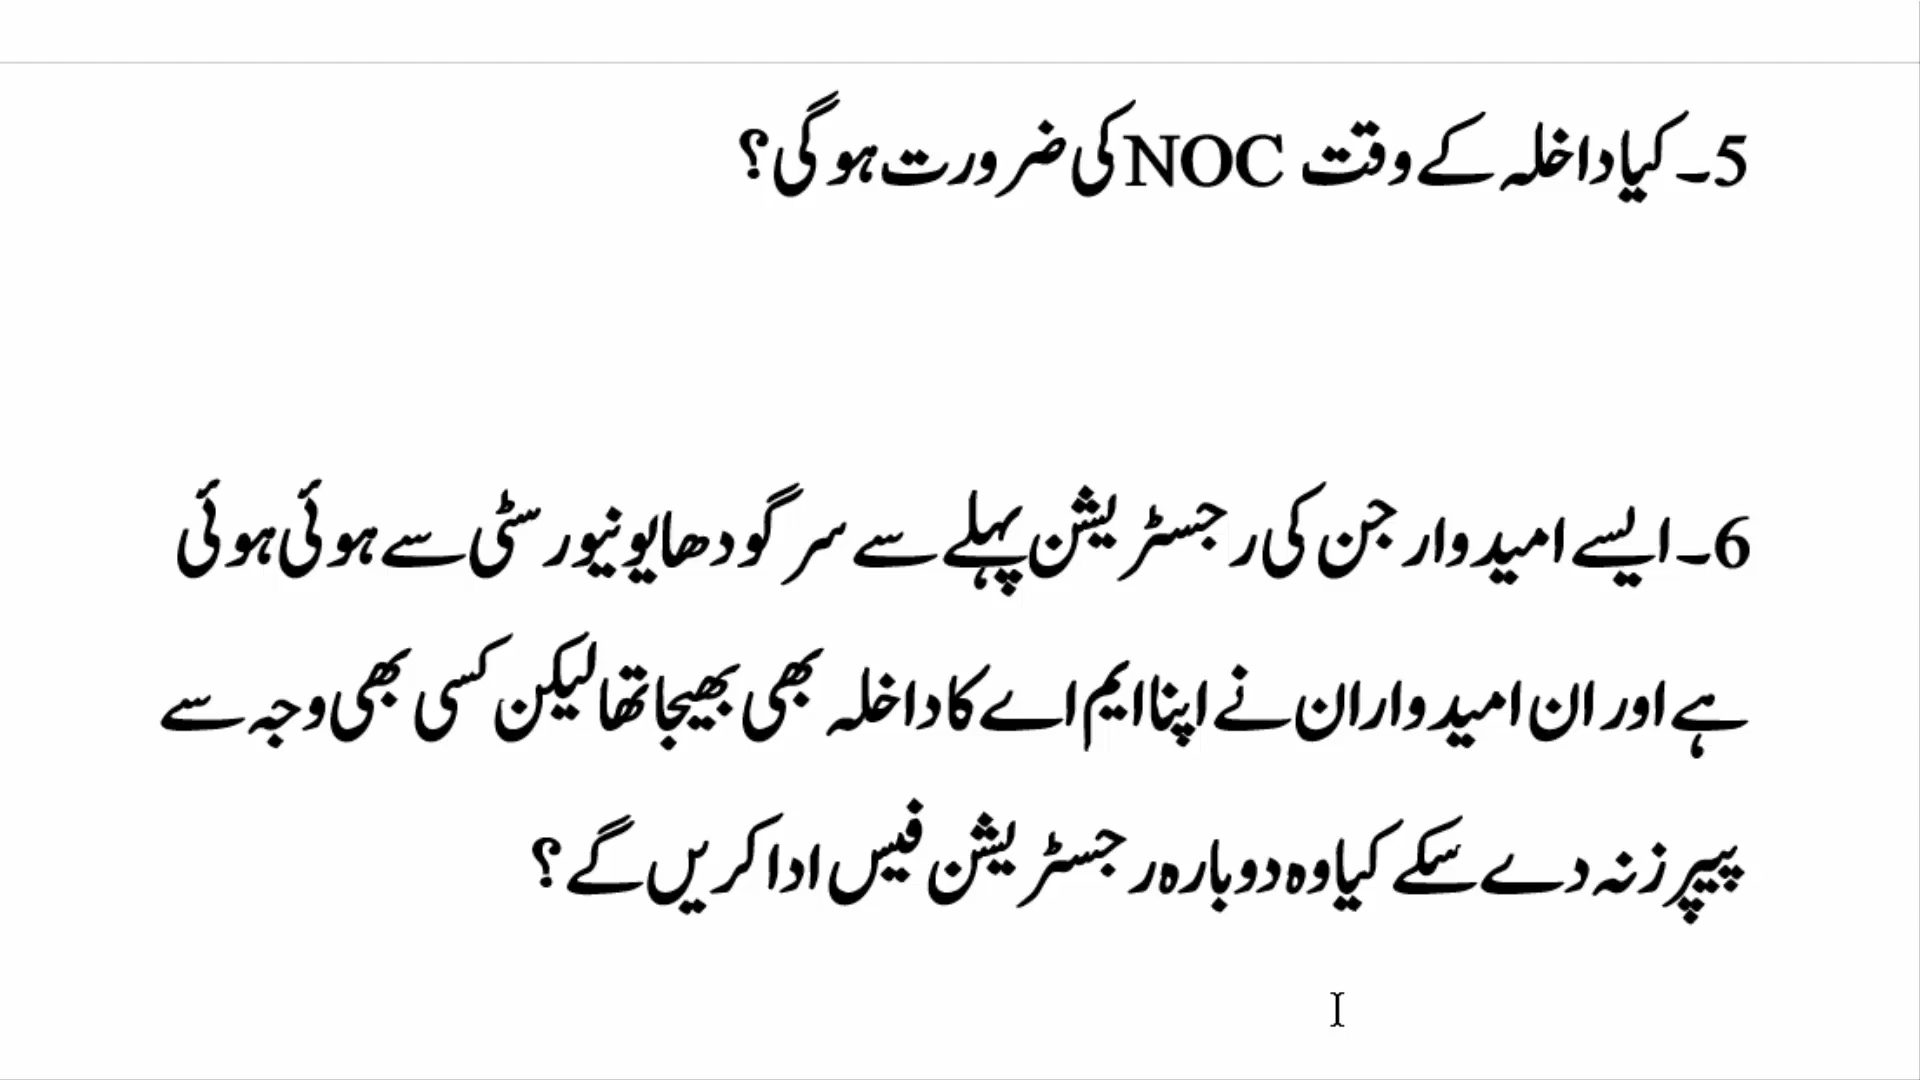 5۔ کیا داخلہ کے وقت NOC کی ضرورت ہو گی؟
6۔ ایسے امیدوار جن کی رجسٹریشن پہلے سے سرگودھا یونیورسٹی سے ہوئی ہوئی
ہے اور ان امیدواران نے اپنا ایم اے کا داخلہ بھی بھیجا تھا لیکن کسی بھی وجہ سے
پیپرز نہ دے سکے کیا وہ دوبارہ رجسٹریشن فیس ادا کریں گے؟